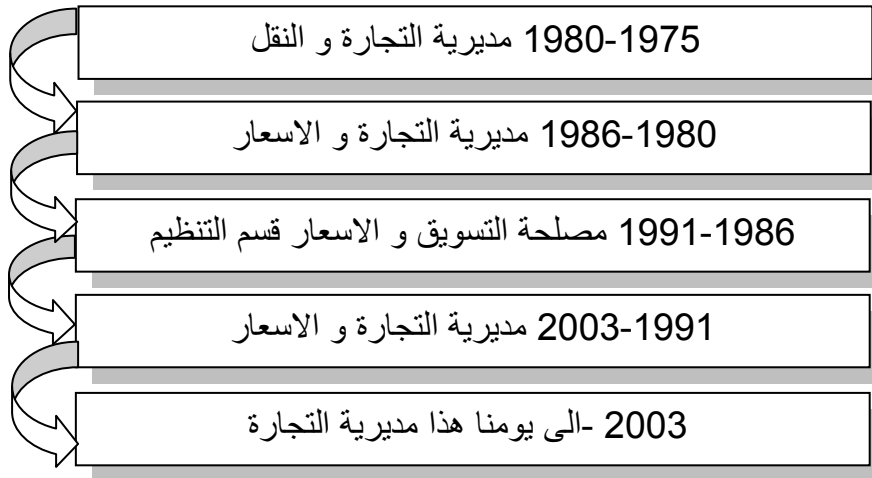 1980-1975 مديرية التجارة و النقل
1986-1980 مديرية التجارة و الاسعار
1991-1986 مصلحة التسويق و الاسعار قسم التنظيم
2003-1991 مديرية التجارة و الاسعار
2003 -الى يومنا هذا مديرية التجارة